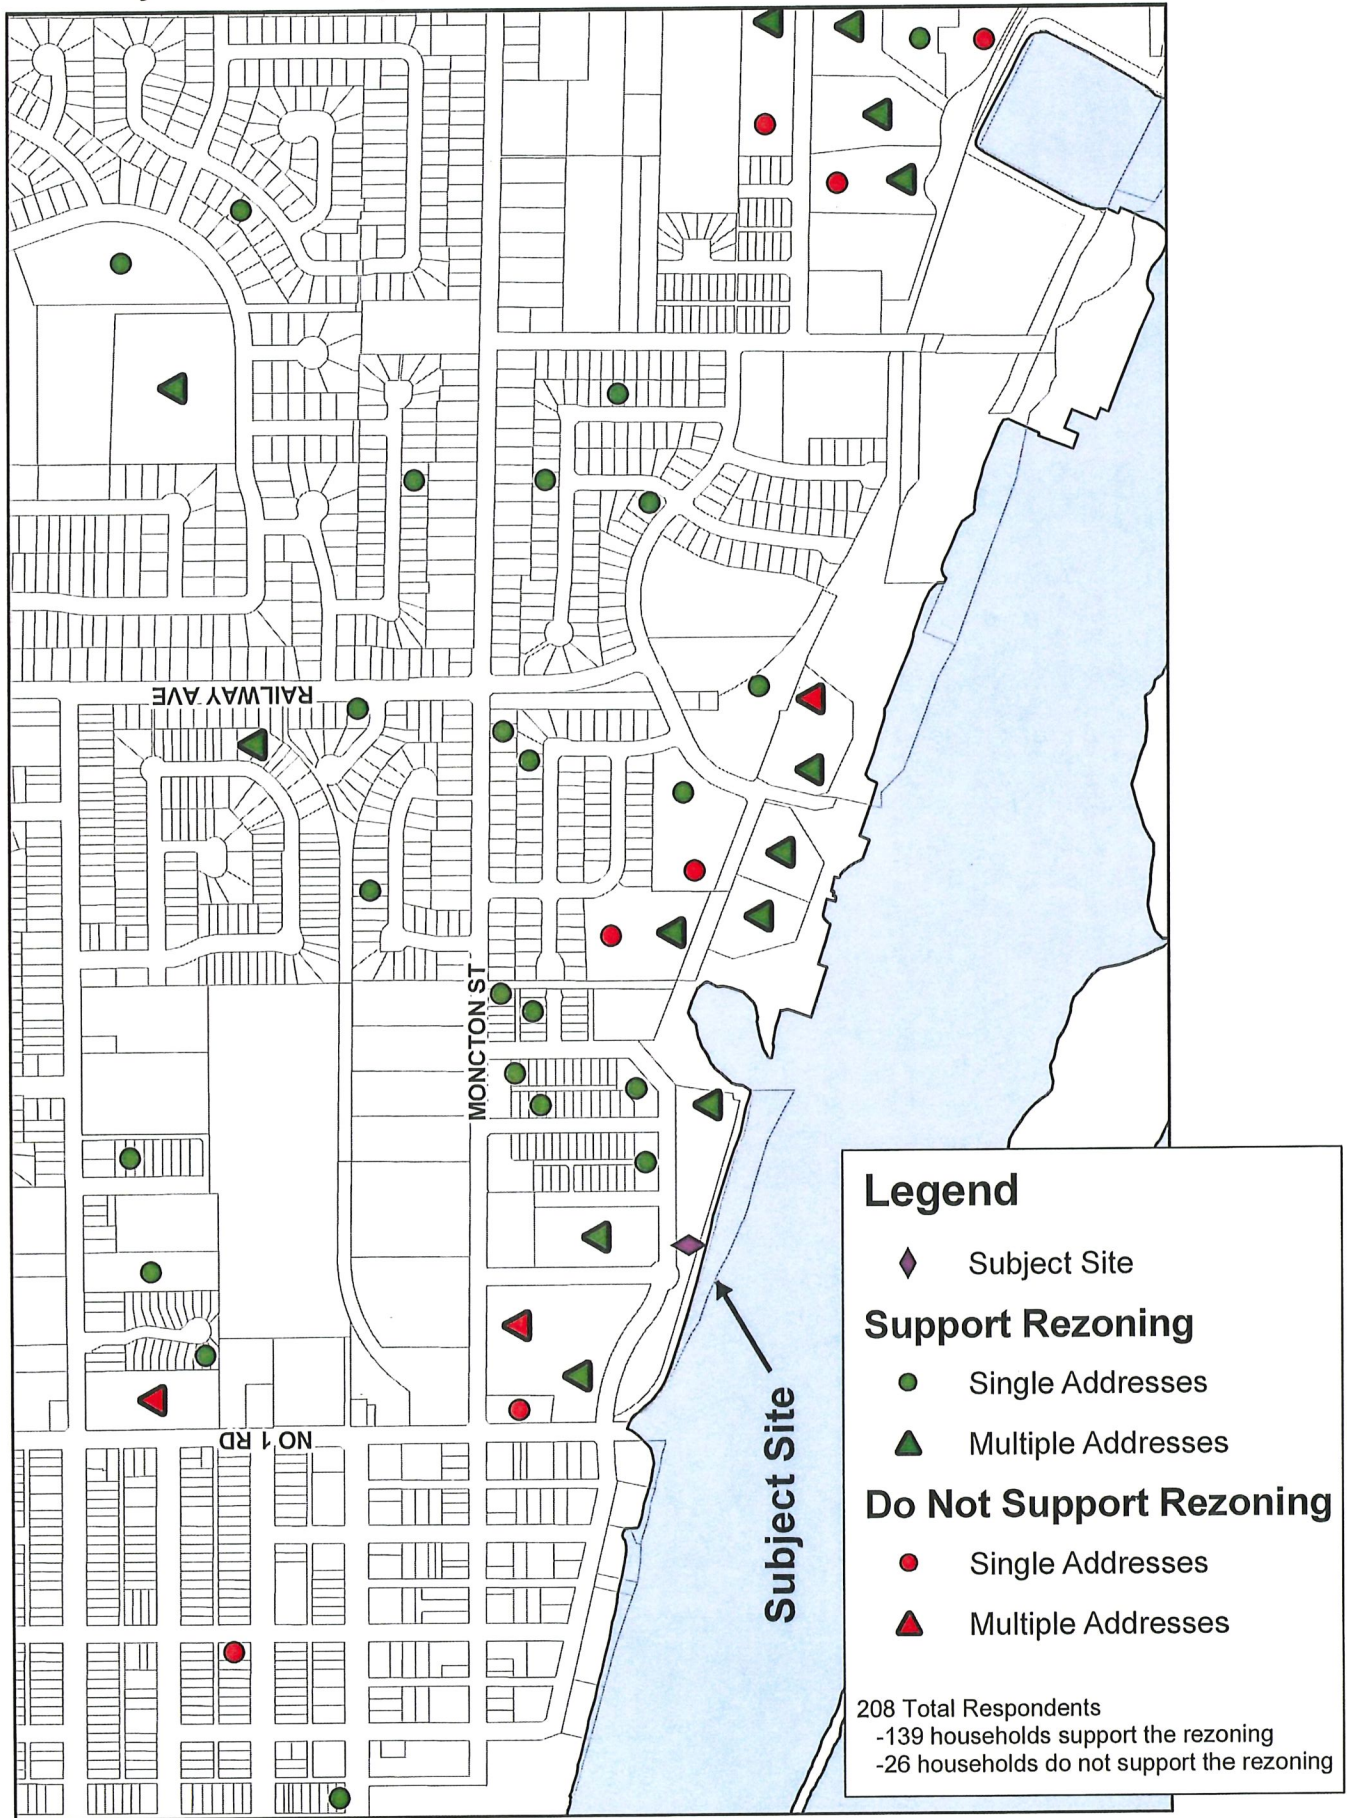 RAILWAY AVE
MONCTON ST
NO 1 RD
Subject Site
Legend
Subject Site
Support Rezoning
Single Addresses
Multiple Addresses
Do Not Support Rezoning
Single Addresses
Multiple Addresses
208 Total Respondents
-139 households support the rezoning
-26 households do not support the rezoning